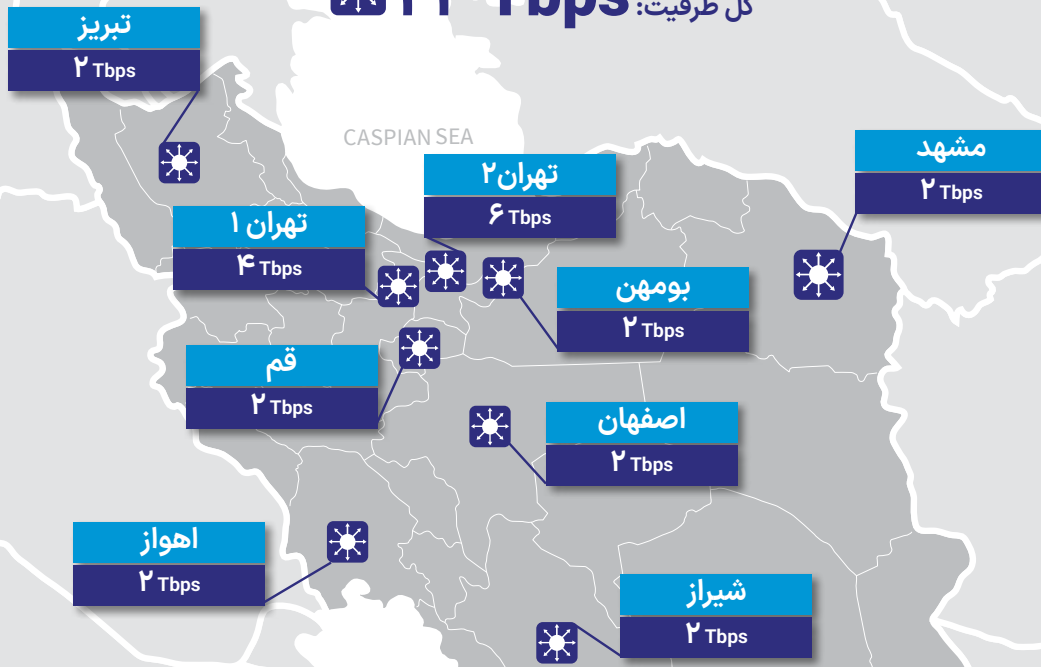 کل ظرفیت: Tbps
تبریز
۲ Tbps
CASPIAN SEA
مشهد
۲ Tbps
تهران۲
۶ Tbps
تهران ۱
۴ Tbps
بومهن
۲ Tbps
قم
۲ Tbps
اصفهان
۲ Tbps
اهواز
۲ Tbps
شیراز
۲ Tbps